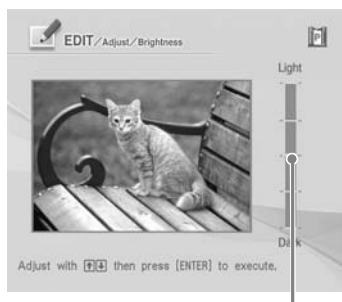 EDIT/Adjust/Brightness
P
Light
Dark
Adjust with [↑][↓] then press [ENTER] to execute.